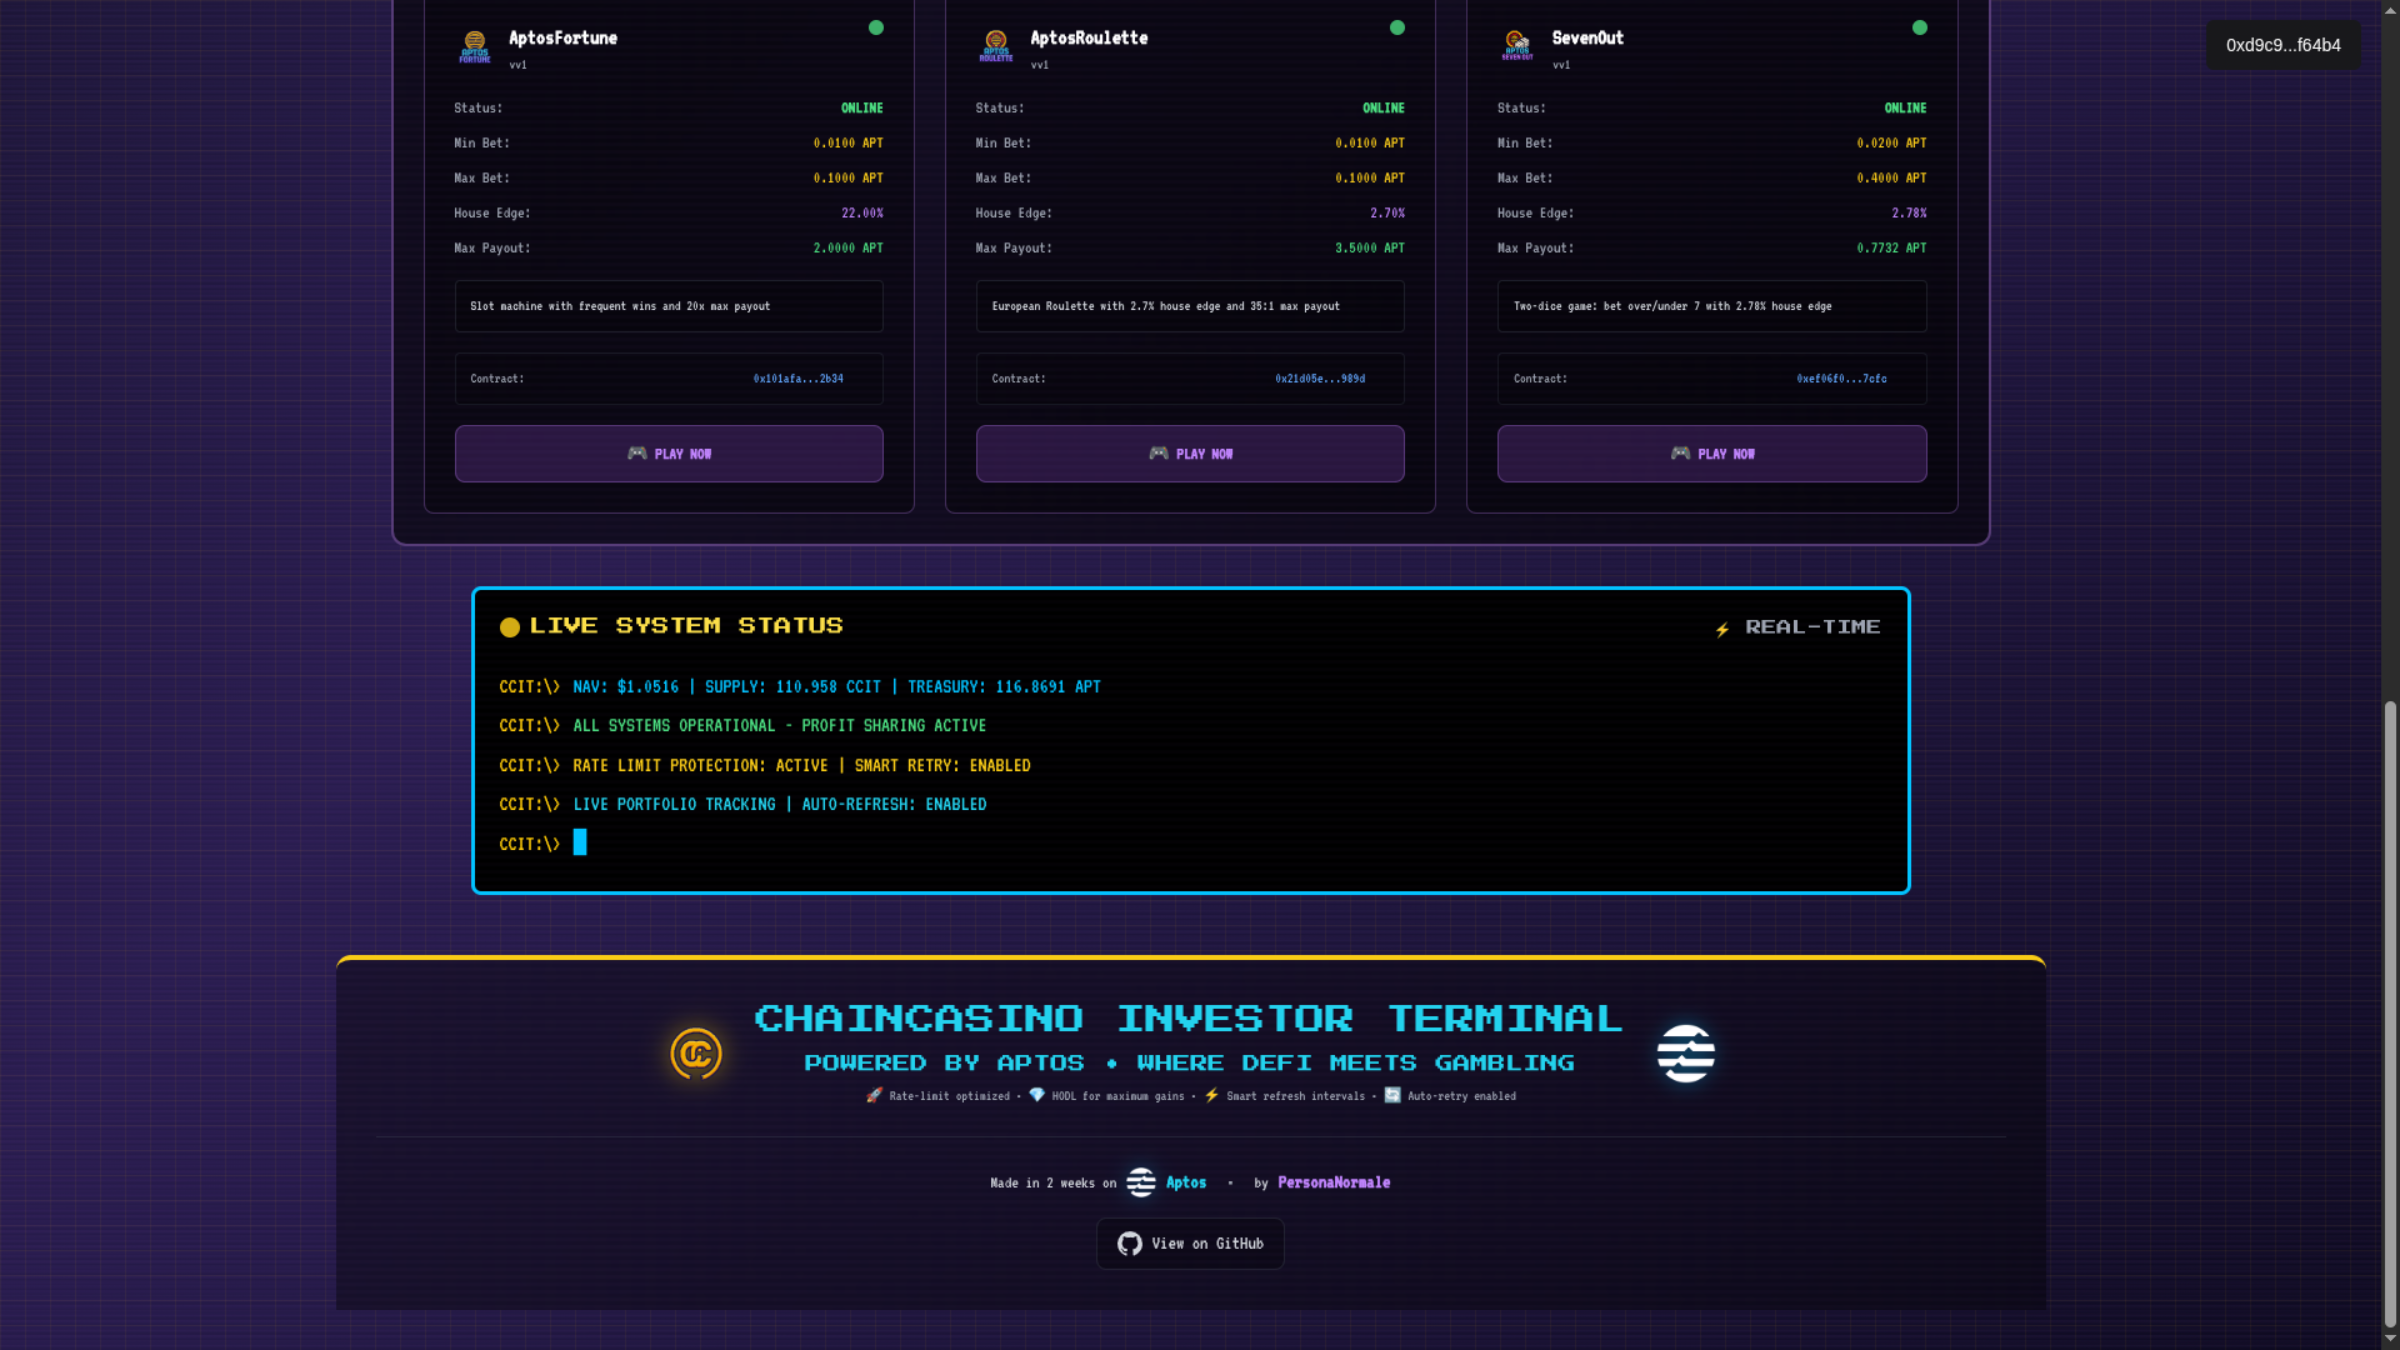 0xd9c9...f64b4
APTOS FORTUNE
AptosFortune
vv1
Status: ONLINE
Min Bet: 0.0100 APT
Max Bet: 0.1000 APT
House Edge: 22.00%
Max Payout: 2.0000 APT
Slot machine with frequent wins and 20x max payout
Contract: 0x101afa...2b34
🎮 PLAY NOW
APTOS ROULETTE
AptosRoulette
vv1
Status: ONLINE
Min Bet: 0.0100 APT
Max Bet: 0.1000 APT
House Edge: 2.70%
Max Payout: 3.5000 APT
European Roulette with 2.7% house edge and 35:1 max payout
Contract: 0x21d05e...989d
🎮 PLAY NOW
APTOS SEVEN OUT
SevenOut
vv1
Status: ONLINE
Min Bet: 0.0200 APT
Max Bet: 0.4000 APT
House Edge: 2.78%
Max Payout: 0.7732 APT
Two-dice game: bet over/under 7 with 2.78% house edge
Contract: 0xef06f0...7cfc
🎮 PLAY NOW
LIVE SYSTEM STATUS
⚡ REAL-TIME
CCIT:\> NAV: $1.0516 | SUPPLY: 110.958 CCIT | TREASURY: 116.8691 APT
CCIT:\> ALL SYSTEMS OPERATIONAL - PROFIT SHARING ACTIVE
CCIT:\> RATE LIMIT PROTECTION: ACTIVE | SMART RETRY: ENABLED
CCIT:\> LIVE PORTFOLIO TRACKING | AUTO-REFRESH: ENABLED
CCIT:\>
CHAINCASINO INVESTOR TERMINAL
POWERED BY APTOS • WHERE DEFI MEETS GAMBLING
🚀 Rate-limit optimized • 💎 HODL for maximum gains • ⚡ Smart refresh intervals • 🔄 Auto-retry enabled
Made in 2 weeks on Aptos • by PersonaNormale
View on GitHub